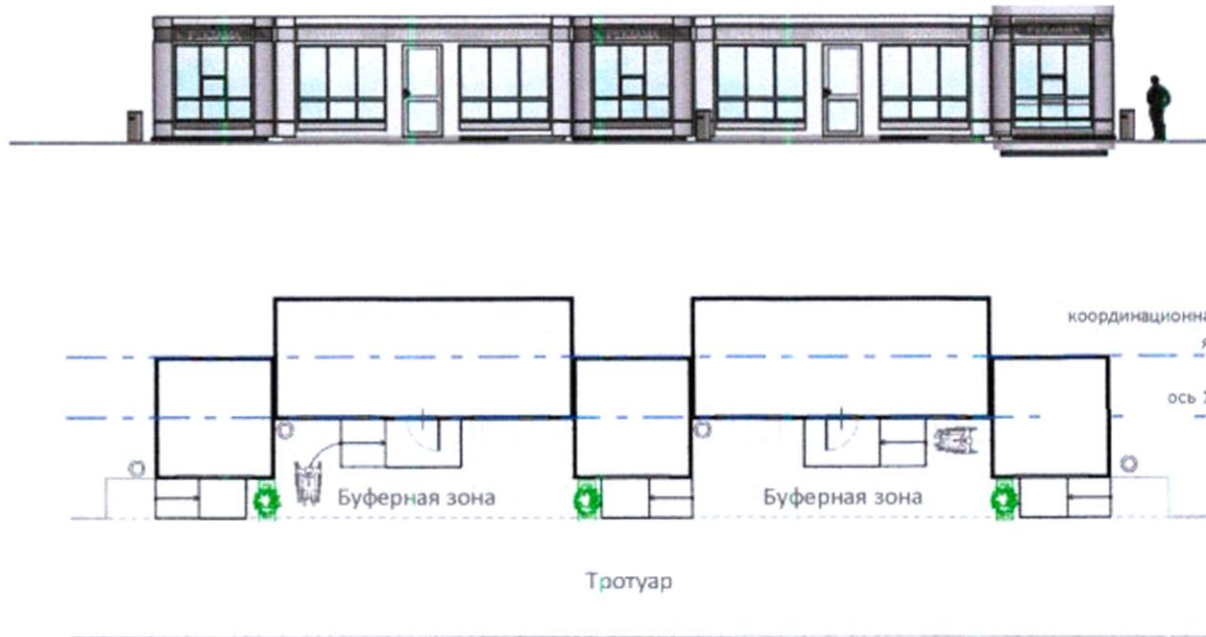 координационна
я
ось 1
Буферная зона
Буферная зона
Тротуар